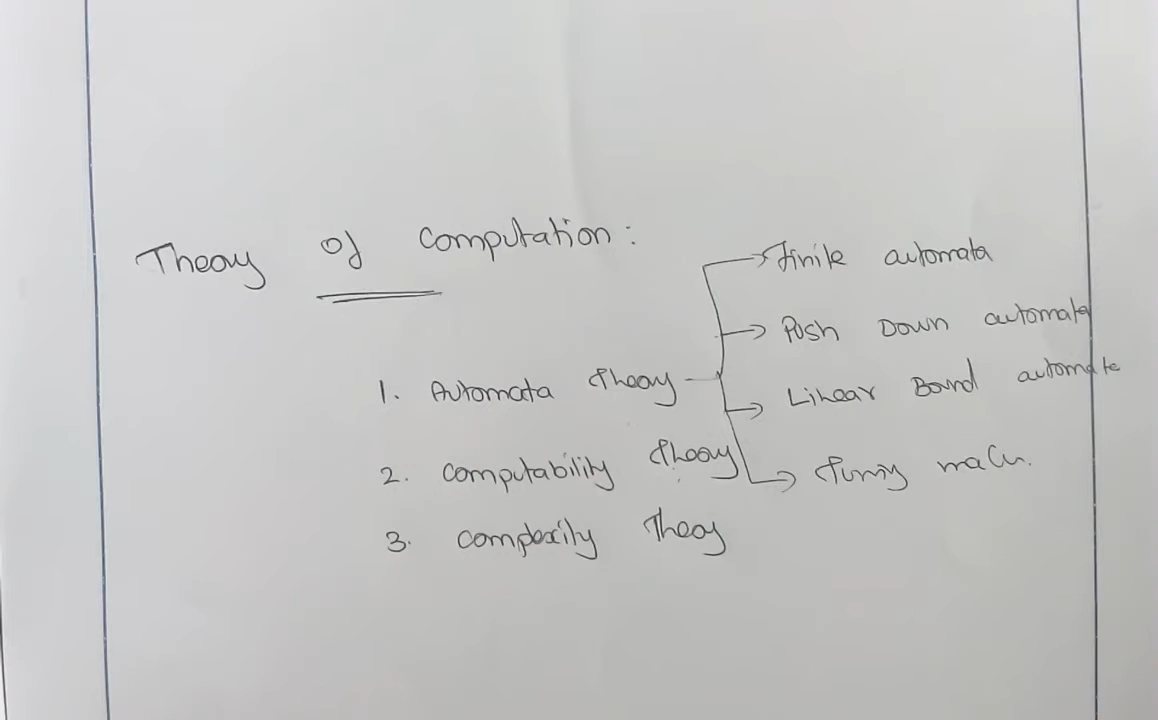 Theory of computation:
1. Automata theory
→ finite automata
→ Push Down automata
→ Linear Bound automata
→ turing
2. computability theory
3. complexity Theory